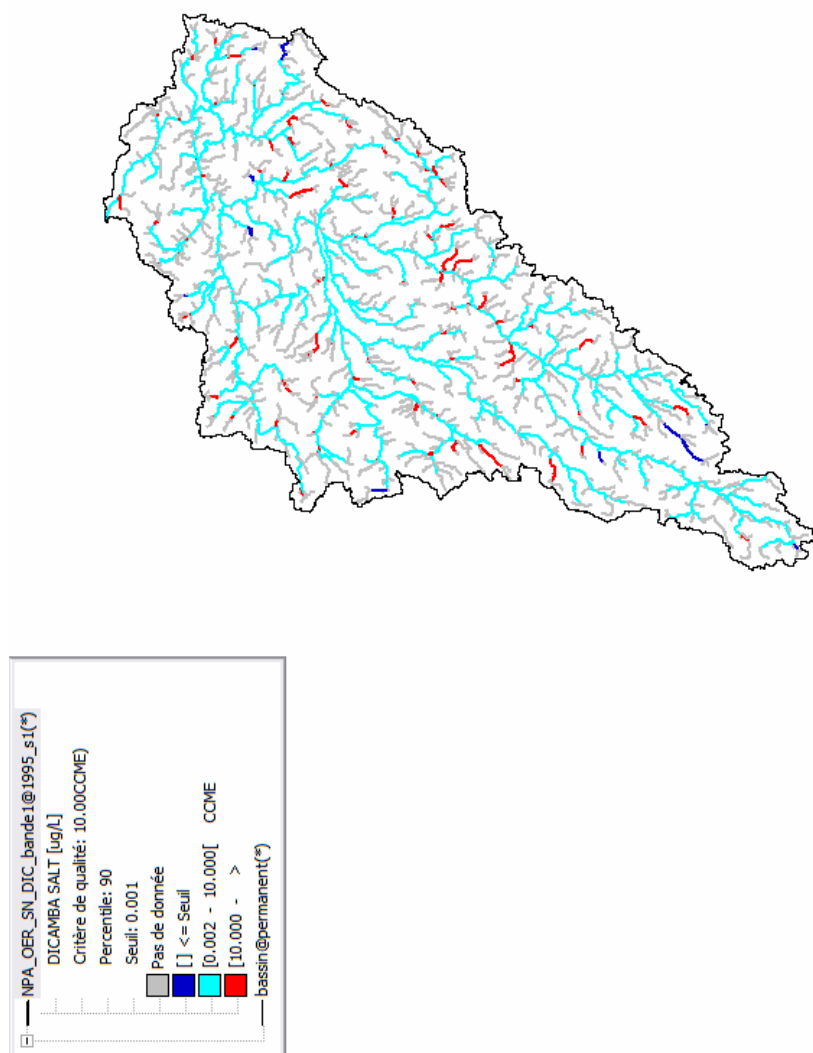 NPA_OER_SN_DIC_bande1@1995_s1(*)
DICAMBA SALT [ug/L]
Critère de qualité: 10.00CCME)
Percentile: 90
Seuil: 0.001
Pas de donnée
[] <= Seuil
[0.002 - 10.000[ CCME
[10.000 - >
bassin@permanent(*)